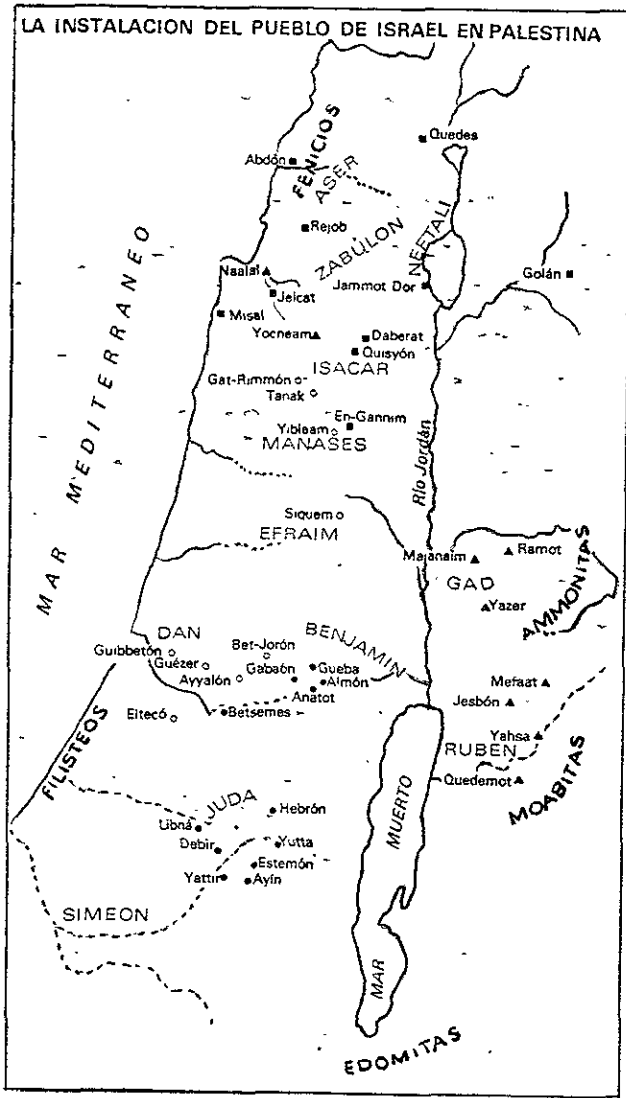 LA INSTALACION DEL PUEBLO DE ISRAEL EN PALESTINA
Quedes
Abdón
FENICIOS
ASER
Rejob
ZABULON
NEFTALI
MAR MEDITERRANEO
Naalal
Jelcat
Jammot Dor
Golán
Misal
Yocneam
Daberat
Quisyón
ISACAR
Gat-Rimmón
Tanak
En-Gannim
Yibleam
MANASES
Río Jordán
Siquem
EFRAIM
Majanaim
Ramot
GAD
AMMONITAS
Yazer
DAN
BENJAMIN
Guibbetón
Bet-Jorón
Guézer
Gabaón
Gueba
Ayyalón
Almón
Anatot
Mefaat
Jesbón
Eltecó
Betsemes
FILISTEOS
Yahsa
RUBEN
Quedemot
MOABITAS
JUDA
Hebrón
MUERTO
Libná
Debir
Yutta
Estemón
Yattir
Ayín
SIMEON
MAR
EDOMITAS